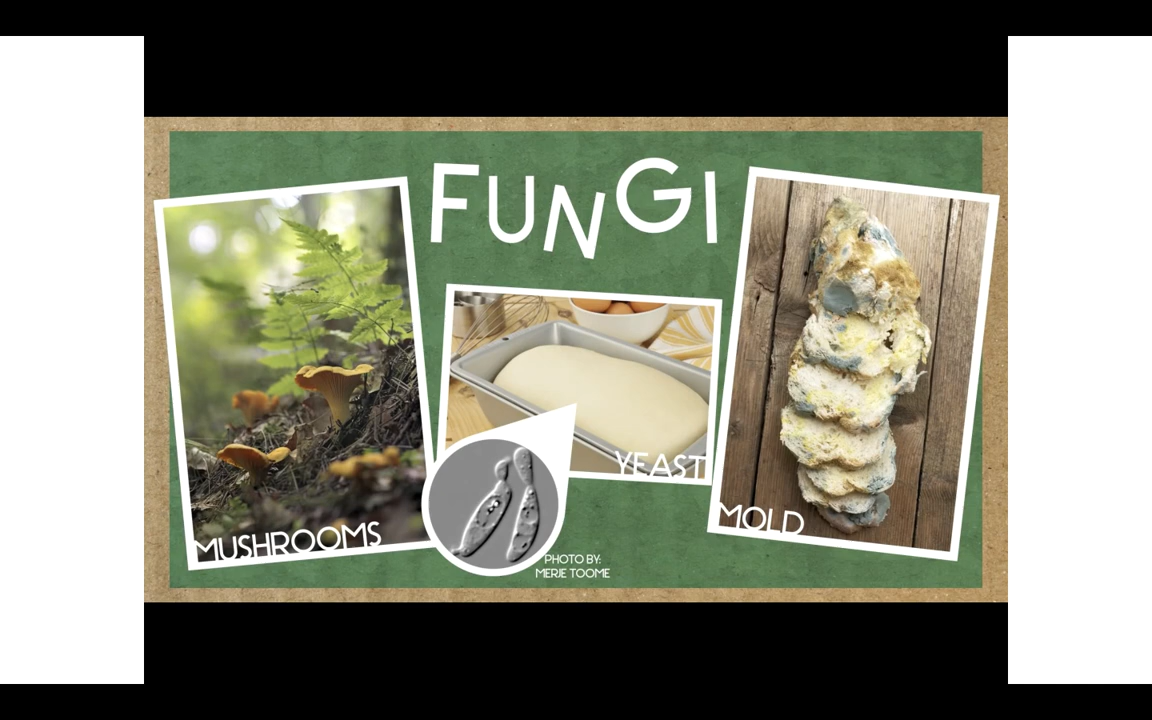 FUNGI
MUSHROOMS
YEAST
MOLD
PHOTO BY:
MERJE TOOME